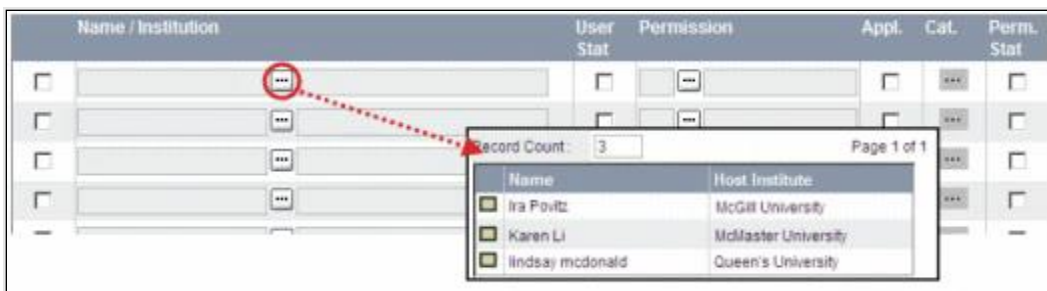 Name / Institution User Stat Permission Appl. Cat. Perm. Stat
Record Count: 3 Page 1 of 1
Name Host Institute
Ira Povitz McGill University
Karen Li McMaster University
lindsay mcdonald Queen's University